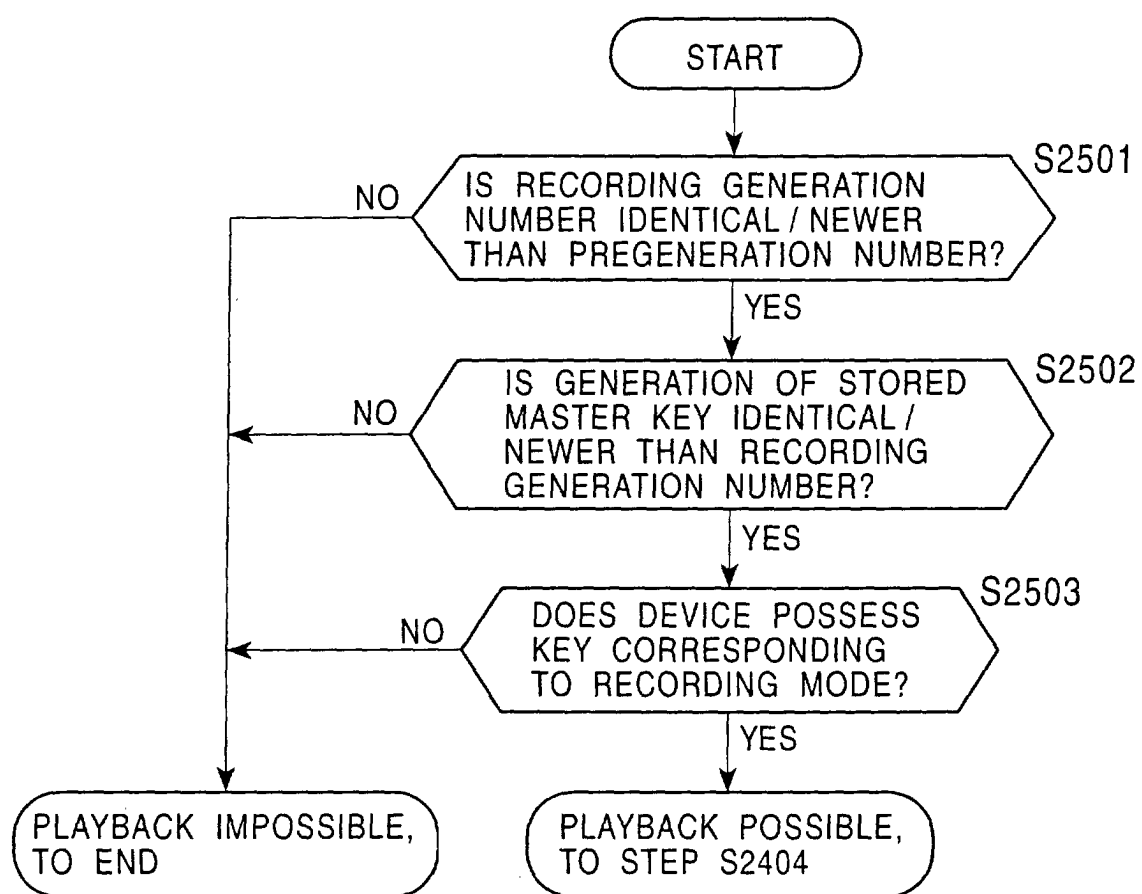 START
S2501
IS RECORDING GENERATION
NUMBER IDENTICAL / NEWER
THAN PREGENERATION NUMBER?
NO
YES
S2502
IS GENERATION OF STORED
MASTER KEY IDENTICAL /
NEWER THAN RECORDING
GENERATION NUMBER?
NO
YES
S2503
DOES DEVICE POSSESS
KEY CORRESPONDING
TO RECORDING MODE?
NO
YES
PLAYBACK IMPOSSIBLE,
TO END
PLAYBACK POSSIBLE,
TO STEP S2404